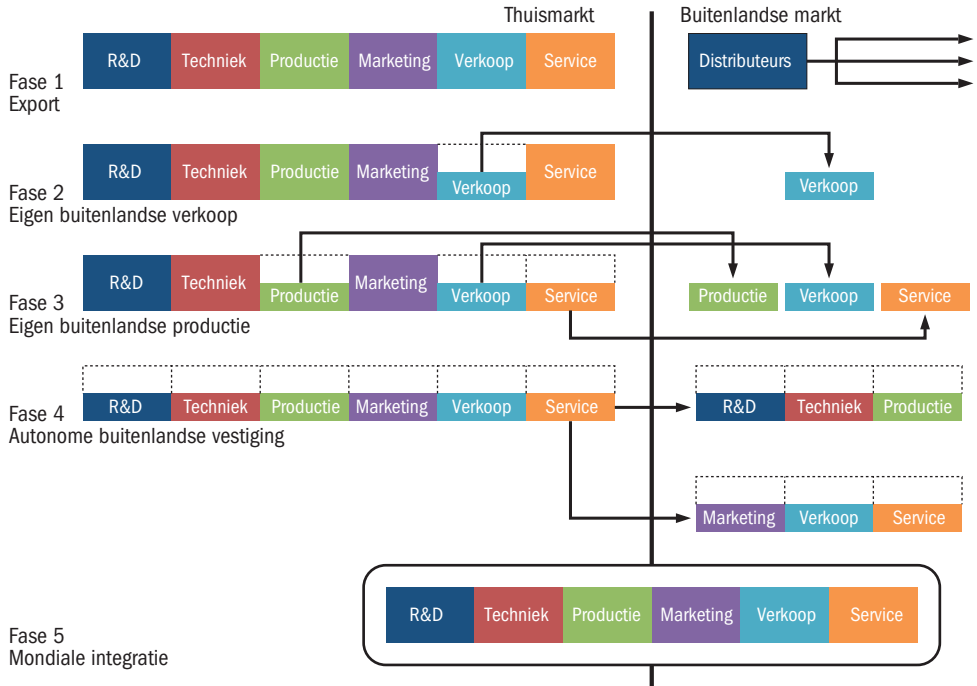 Thuismarkt
Buitenlandse markt
R&D Techniek Productie Marketing Verkoop Service
Distributeurs
Fase 1
Export
R&D Techniek Productie Marketing Verkoop Service
Verkoop
Fase 2
Eigen buitenlandse verkoop
R&D Techniek Productie Marketing Verkoop Service
Productie Verkoop Service
Fase 3
Eigen buitenlandse productie
R&D Techniek Productie Marketing Verkoop Service
R&D Techniek Productie
Fase 4
Autonome buitenlandse vestiging
Marketing Verkoop Service
R&D Techniek Productie Marketing Verkoop Service
Fase 5
Mondiale integratie